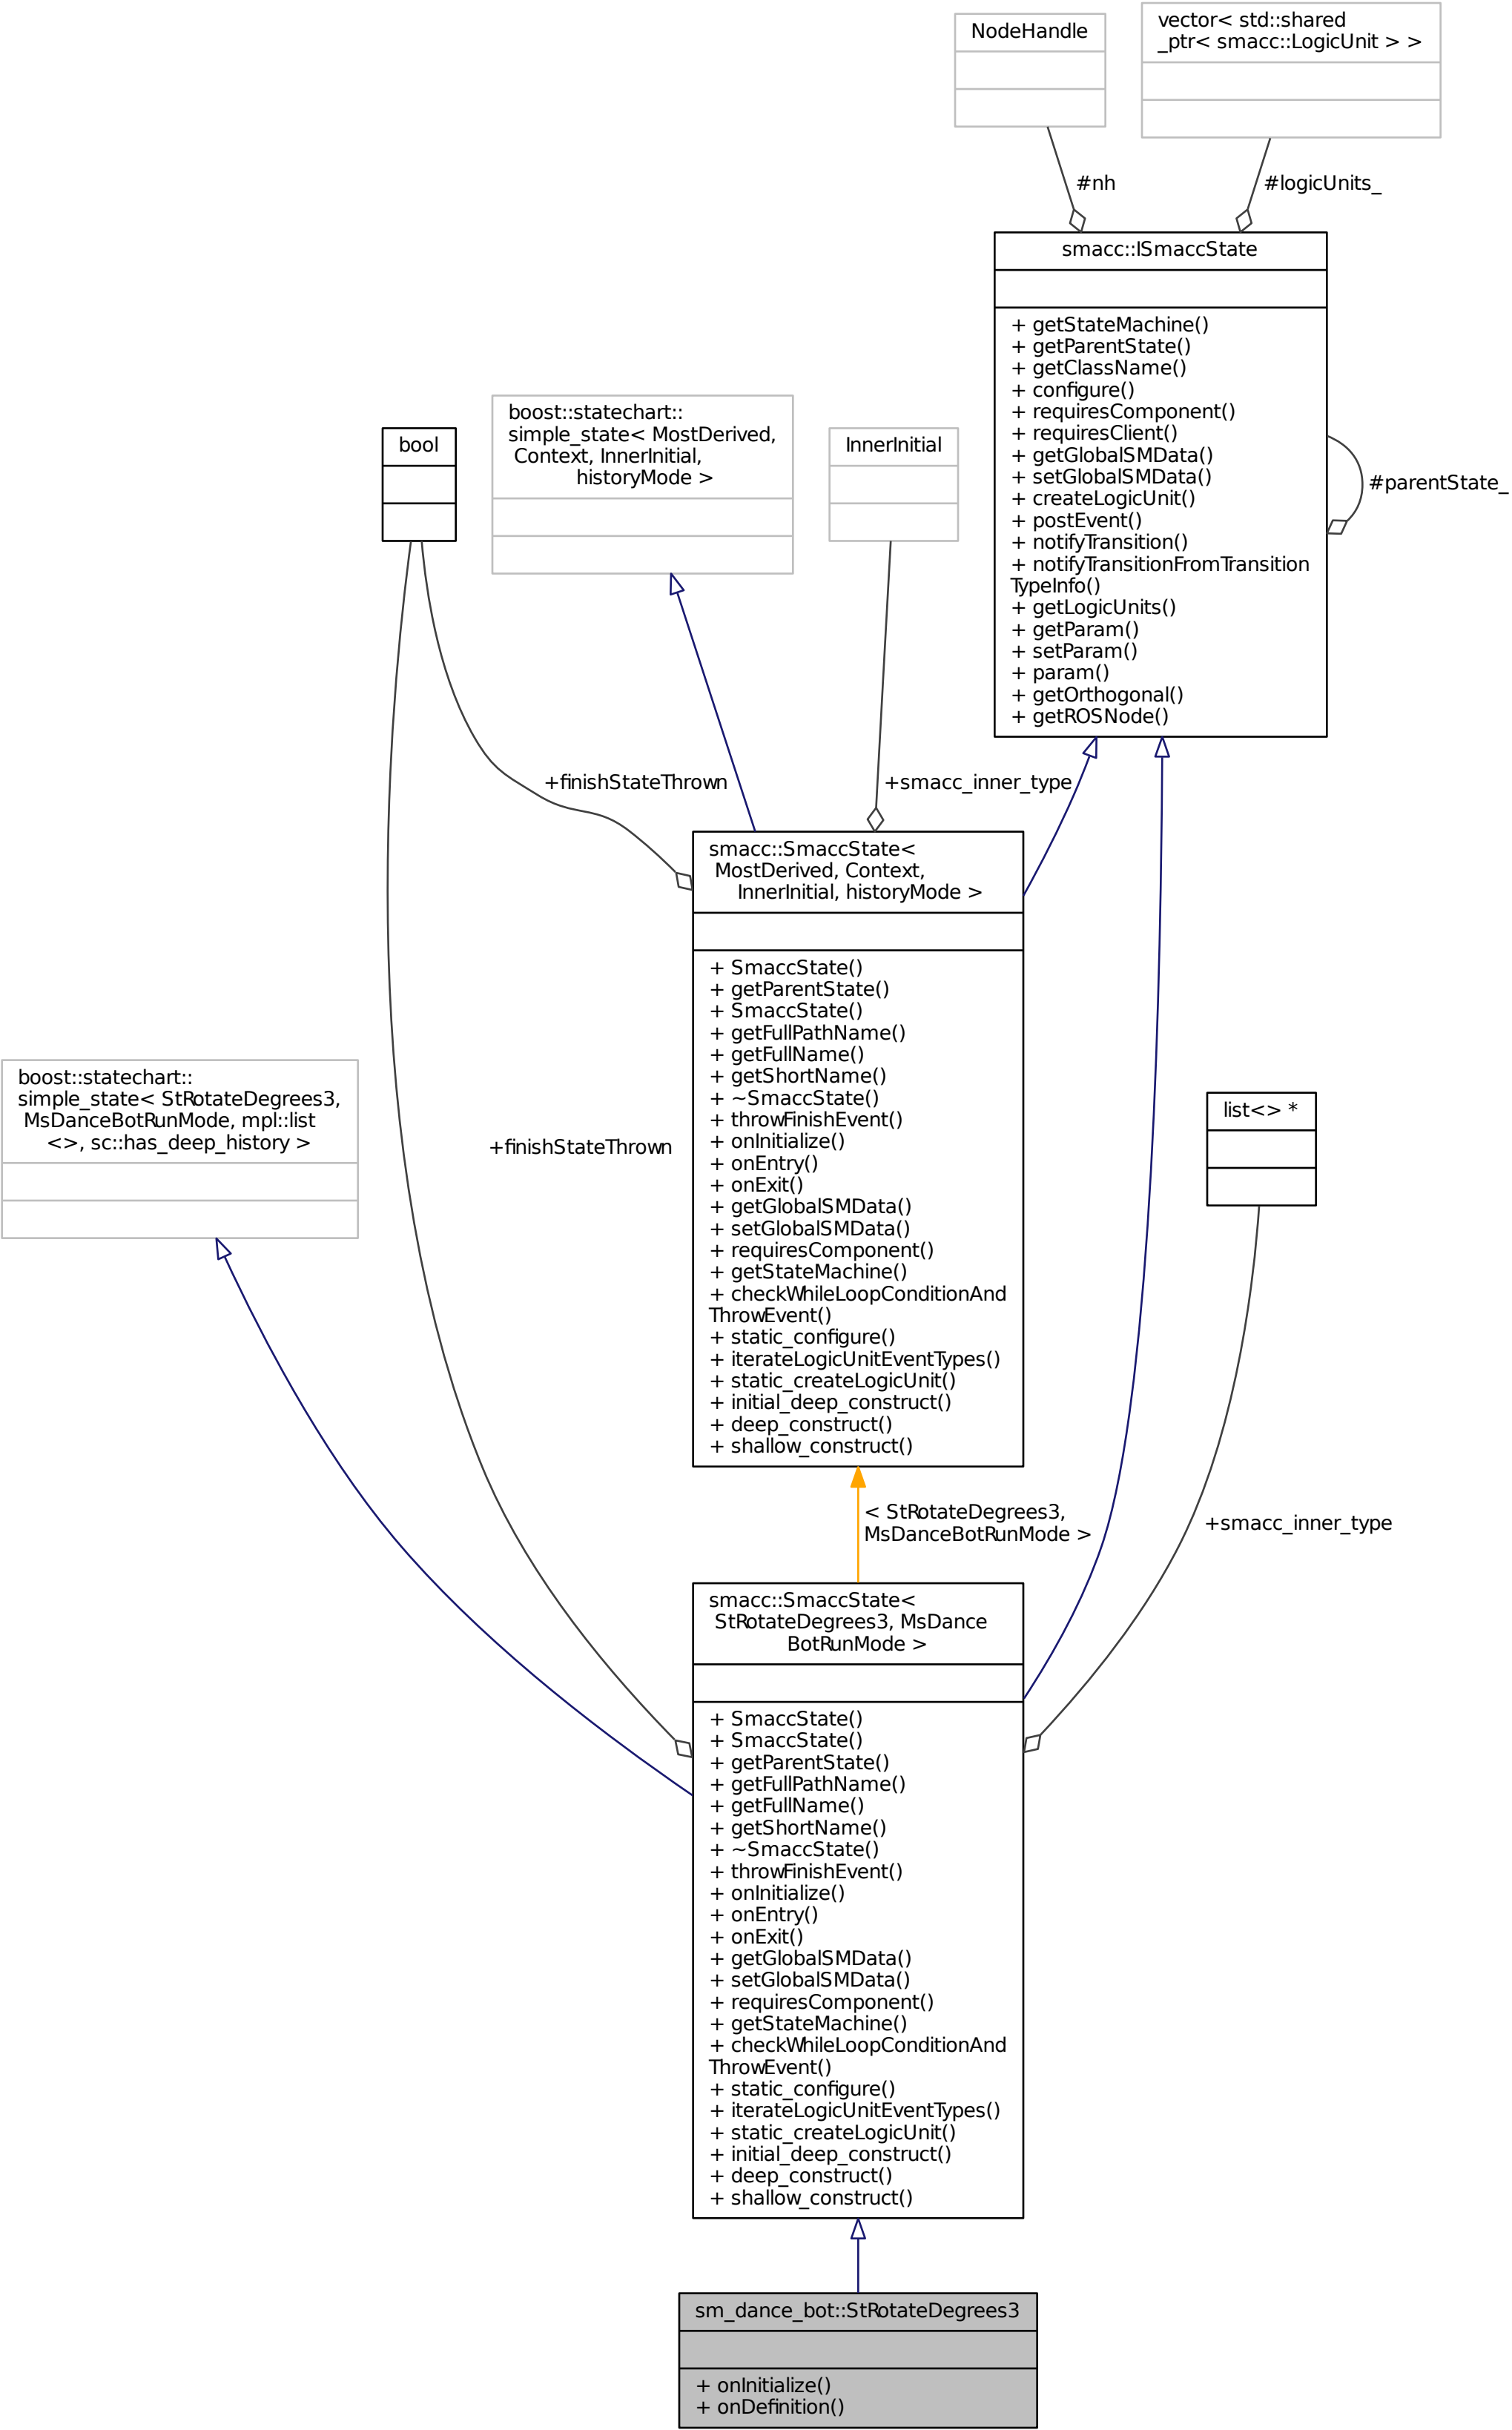 NodeHandle
vector< std::shared
_ptr< smacc::LogicUnit > >
#nh
#logicUnits_
smacc::ISmaccState
+ getStateMachine()
+ getParentState()
+ getClassName()
+ configure()
+ requiresComponent()
+ requiresClient()
+ getGlobalSMData()
+ setGlobalSMData()
+ createLogicUnit()
+ postEvent()
+ notifyTransition()
+ notifyTransitionFromTransition
TypeInfo()
+ getLogicUnits()
+ getParam()
+ setParam()
+ param()
+ getOrthogonal()
+ getROSNode()
#parentState_
bool
boost::statechart::
simple_state< MostDerived,
Context, InnerInitial,
historyMode >
InnerInitial
+finishStateThrown
+smacc_inner_type
smacc::SmaccState<
MostDerived, Context,
InnerInitial, historyMode >
+ SmaccState()
+ getParentState()
+ SmaccState()
+ getFullPathName()
+ getFullName()
+ getShortName()
+ ~SmaccState()
+ throwFinishEvent()
+ onInitialize()
+ onEntry()
+ onExit()
+ getGlobalSMData()
+ setGlobalSMData()
+ requiresComponent()
+ getStateMachine()
+ checkWhileLoopConditionAnd
ThrowEvent()
+ static_configure()
+ iterateLogicUnitEventTypes()
+ static_createLogicUnit()
+ initial_deep_construct()
+ deep_construct()
+ shallow_construct()
boost::statechart::
simple_state< StRotateDegrees3,
MsDanceBotRunMode, mpl::list
<>, sc::has_deep_history >
+finishStateThrown
list<> *
< StRotateDegrees3,
MsDanceBotRunMode >
+smacc_inner_type
smacc::SmaccState<
StRotateDegrees3, MsDance
BotRunMode >
+ SmaccState()
+ SmaccState()
+ getParentState()
+ getFullPathName()
+ getFullName()
+ getShortName()
+ ~SmaccState()
+ throwFinishEvent()
+ onInitialize()
+ onEntry()
+ onExit()
+ getGlobalSMData()
+ setGlobalSMData()
+ requiresComponent()
+ getStateMachine()
+ checkWhileLoopConditionAnd
ThrowEvent()
+ static_configure()
+ iterateLogicUnitEventTypes()
+ static_createLogicUnit()
+ initial_deep_construct()
+ deep_construct()
+ shallow_construct()
sm_dance_bot::StRotateDegrees3
+ onInitialize()
+ onDefinition()